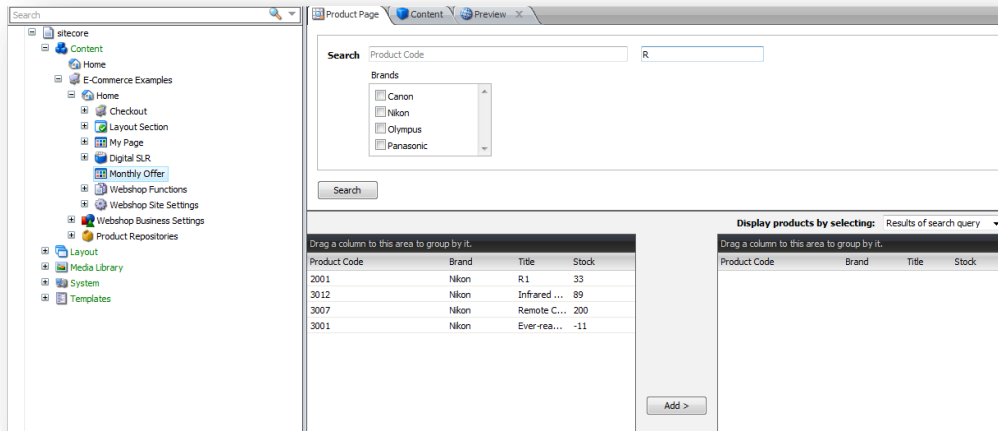 Search
sitecore
Content
Home
E-Commerce Examples
Home
Checkout
Layout Section
My Page
Digital SLR
Monthly Offer
Webshop Functions
Webshop Site Settings
Webshop Business Settings
Product Repositories
Layout
Media Library
System
Templates
Product Page Content Preview X
Search Product Code R
Brands
Canon
Nikon
Olympus
Panasonic
Search
Display products by selecting: Results of search query
Drag a column to this area to group by it.
Product Code Brand Title Stock
2001 Nikon R1 33
3012 Nikon Infrared ... 89
3007 Nikon Remote C... 200
3001 Nikon Ever-rea... -11
Add >
Drag a column to this area to group by it.
Product Code Brand Title Stock